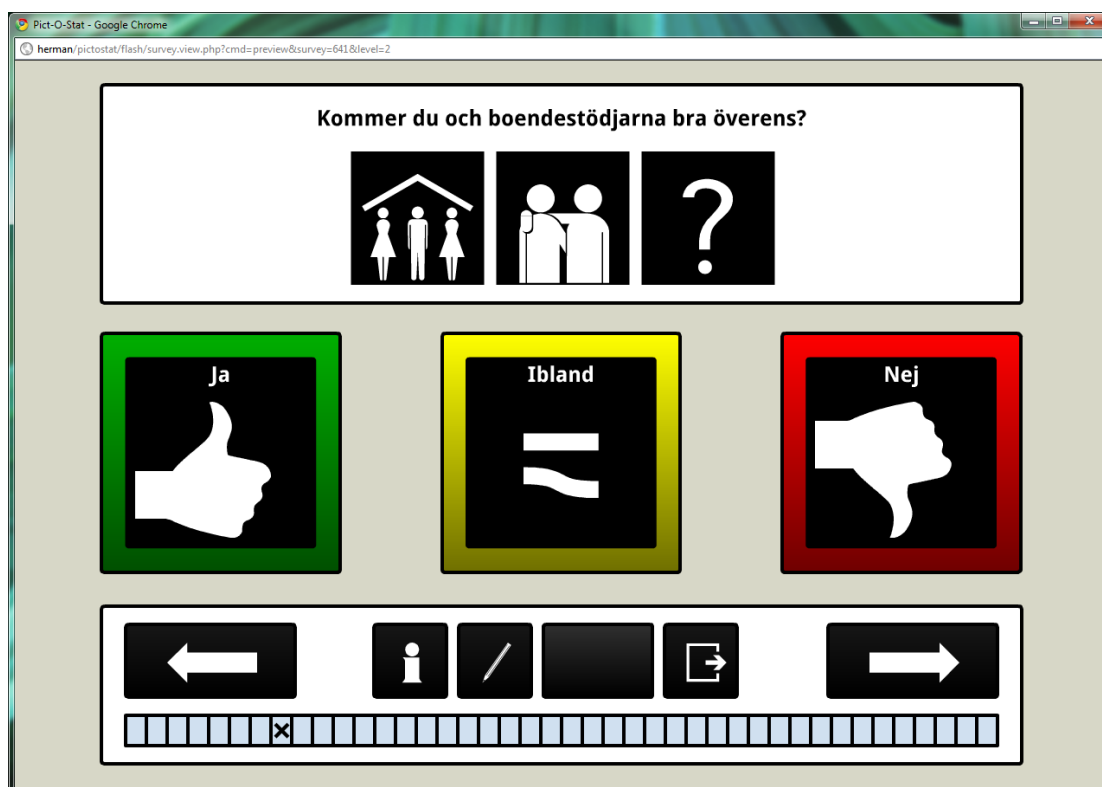 Pict-O-Stat - Google Chrome
herman/pictostat/flash/survey.view.php?cmd=preview&survey=641&level=2
Kommer du och boendestödjarna bra överens?
?
Ja
Ibland
Nej